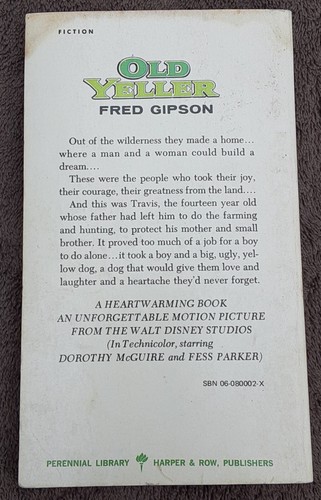 FICTION
OLD
YELLER
FRED GIPSON
Out of the wilderness they made a home...
where a man and a woman could build a
dream....
These were the people who took their joy,
their courage, their greatness from the land....
And this was Travis, the fourteen year old
whose father had left him to do the farming
and hunting, to protect his mother and small
brother. It proved too much of a job for a boy
to do alone...it took a boy and a big, ugly, yel-
low dog, a dog that would give them love and
laughter and a heartache they'd never forget.
A HEARTWARMING BOOK
AN UNFORGETTABLE MOTION PICTURE
FROM THE WALT DISNEY STUDIOS
(In Technicolor, starring
DOROTHY McGUIRE and FESS PARKER)
SBN 06-080002-X
PERENNIAL LIBRARY HARPER & ROW, PUBLISHERS